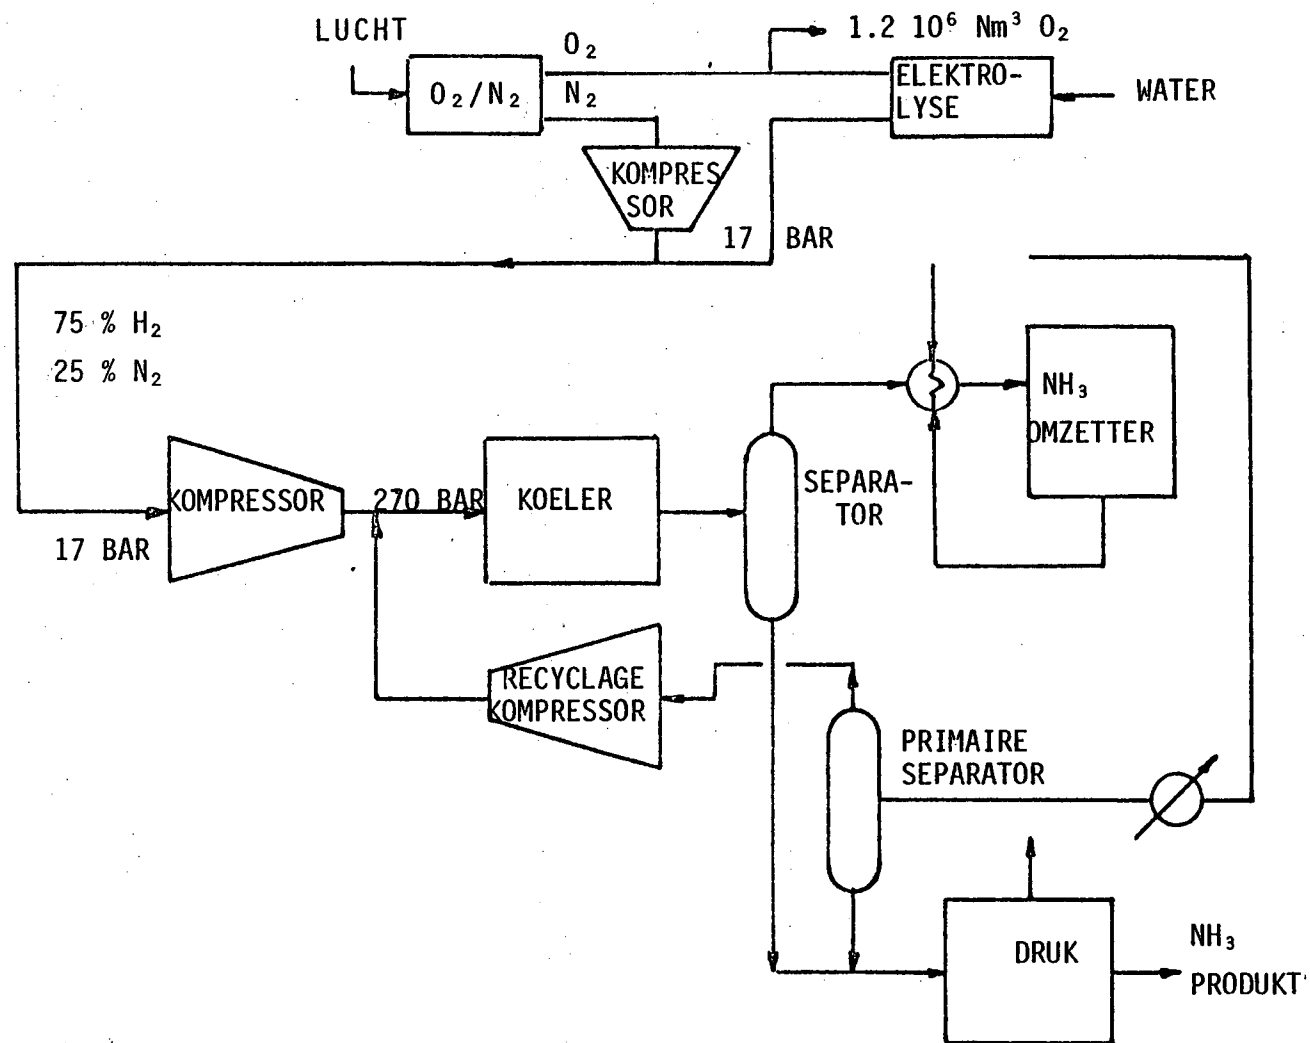 LUCHT
1.2 10⁶ Nm³ O₂
O₂
O₂/N₂
N₂
ELEKTRO-
LYSE
WATER
KOMPRES
SOR
17 BAR
75 % H₂
25 % N₂
NH₃
OMZETTER
KOMPRESSOR
270 BAR
KOELER
SEPARA-
TOR
17 BAR
RECYCLAGE
KOMPRESSOR
PRIMAIRE
SEPARATOR
DRUK
NH₃
PRODUKT